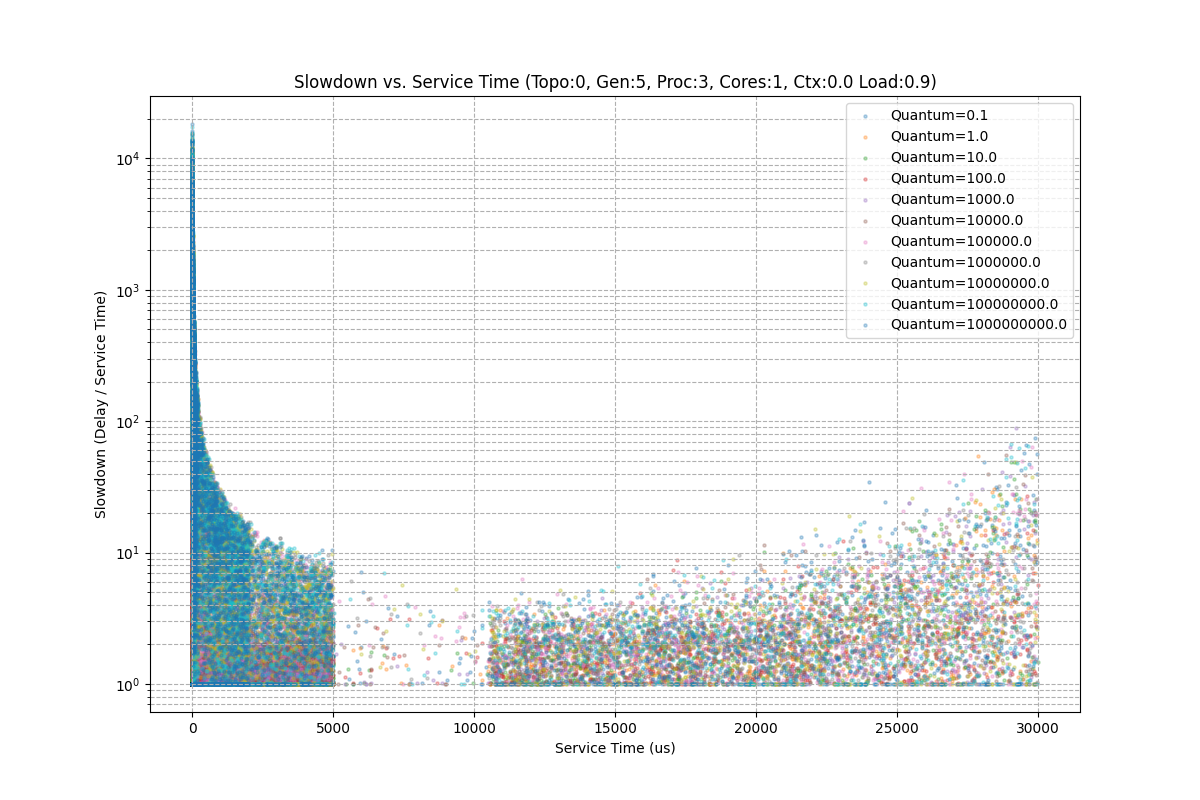 Slowdown vs. Service Time (Topo:0, Gen:5, Proc:3, Cores:1, Ctx:0.0 Load:0.9)
Quantum=0.1
Quantum=1.0
Quantum=10.0
Quantum=100.0
Quantum=1000.0
Quantum=10000.0
Quantum=100000.0
Quantum=1000000.0
Quantum=10000000.0
Quantum=100000000.0
Quantum=1000000000.0
Slowdown (Delay / Service Time)
10⁴
10³
10²
10¹
10⁰
0 5000 10000 15000 20000 25000 30000
Service Time (us)